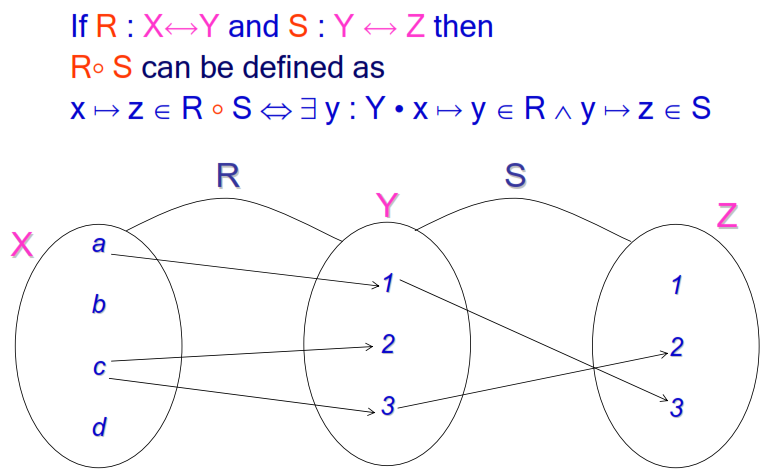 If R : X↔Y and S : Y ↔ Z then
R∘ S can be defined as
x ↦ z ∈ R ∘ S ⇔ ∃ y : Y • x ↦ y ∈ R ∧ y ↦ z ∈ S
R
S
X
Y
Z
a
b
c
d
1
2
3
1
2
3